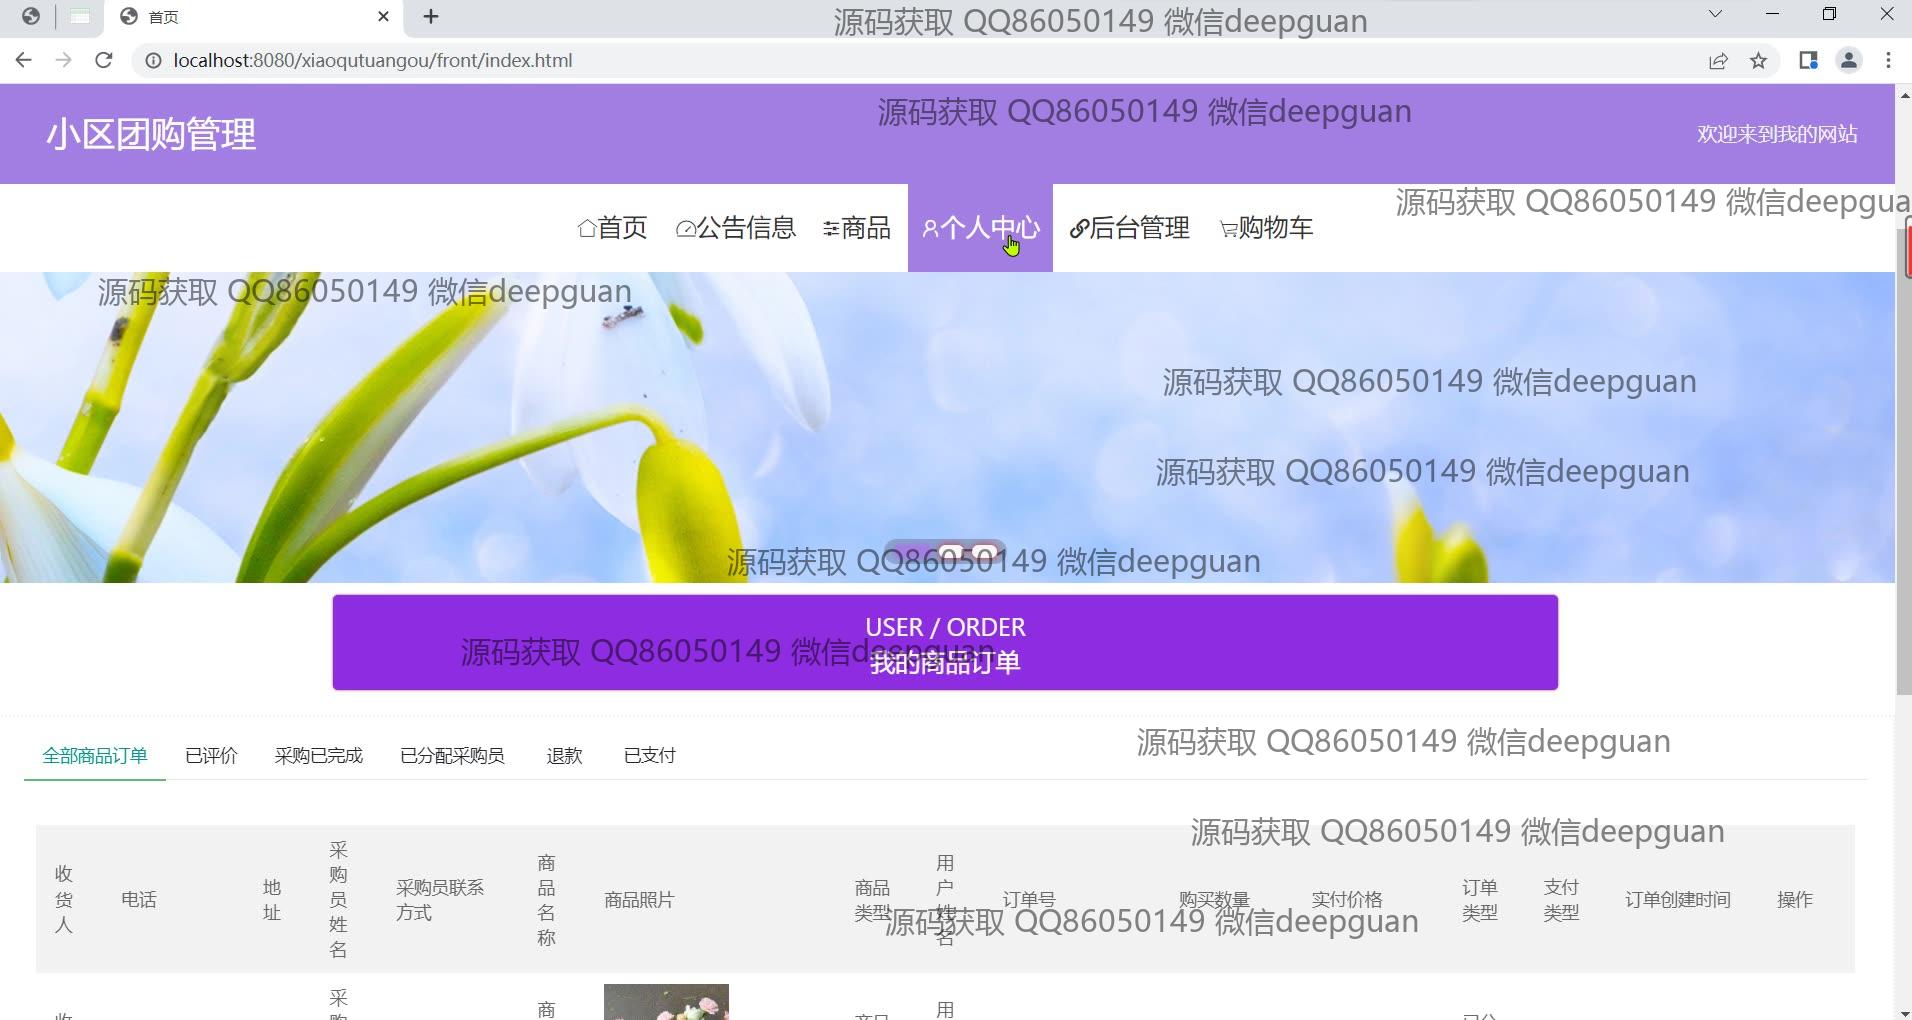 首页
源码获取 QQ86050149 微信deepguan
localhost:8080/xiaoqutuangou/front/index.html
源码获取 QQ86050149 微信deepguan
小区团购管理
欢迎来到我的网站
源码获取 QQ86050149 微信deepgua
首页 公告信息 商品 个人中心 后台管理 购物车
源码获取 QQ86050149 微信deepguan
源码获取 QQ86050149 微信deepguan
源码获取 QQ86050149 微信deepguan
源码获取 QQ86050149 微信deepguan
USER / ORDER
源码获取 QQ86050149 微信deepguan
我的商品订单
源码获取 QQ86050149 微信deepguan
全部商品订单 已评价 采购已完成 已分配采购员 退款 已支付
源码获取 QQ86050149 微信deepguan
收货人 电话 地址 采购员姓名 采购员联系方式 商品名称 商品照片 商品类型 用户姓名 订单号 购买数量 实付价格 订单类型 支付类型 订单创建时间 操作
源码获取 QQ86050149 微信deepguan
采 商 用